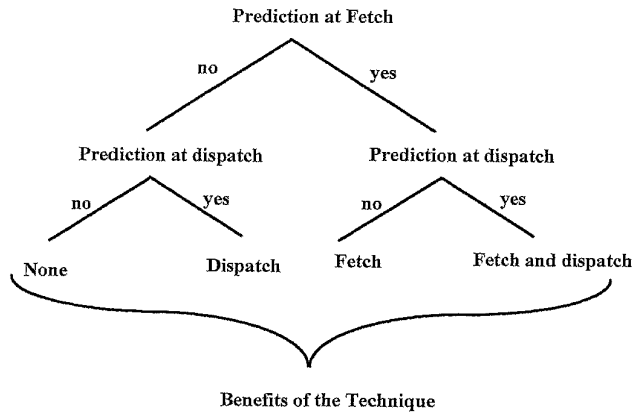 Prediction at Fetch
no
yes
Prediction at dispatch
Prediction at dispatch
no
yes
no
yes
None
Dispatch
Fetch
Fetch and dispatch
Benefits of the Technique